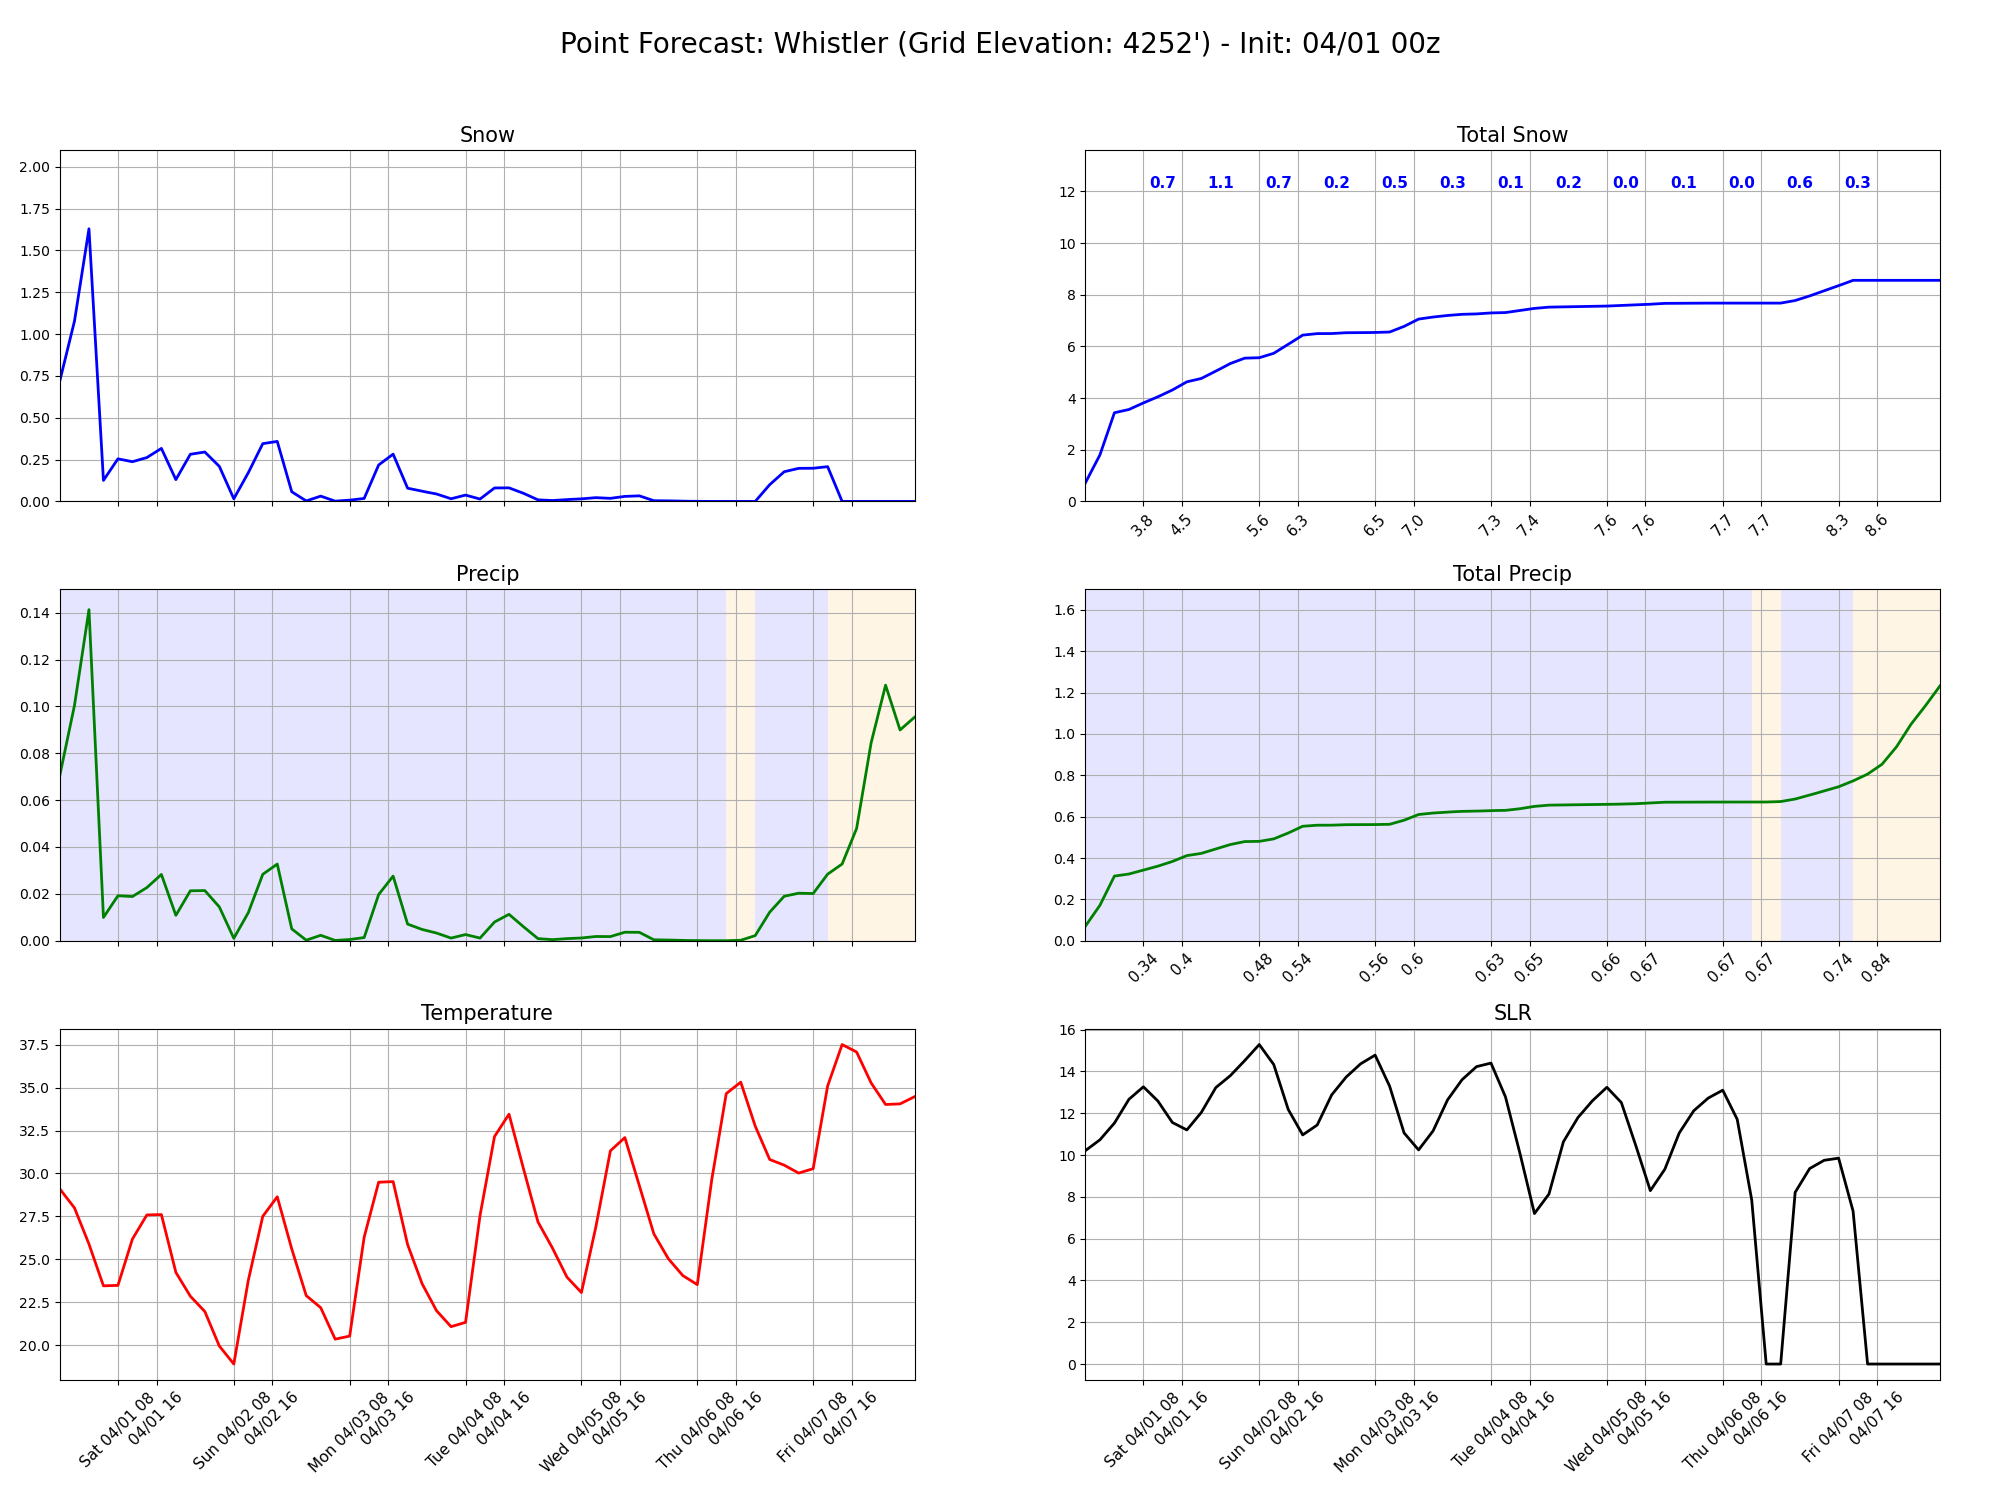 Point Forecast: Whistler (Grid Elevation: 4252') - Init: 04/01 00z
Snow
2.00
1.75
1.50
1.25
1.00
0.75
0.50
0.25
0.00
Total Snow
0.7 1.1 0.7 0.2 0.5 0.3 0.1 0.2 0.0 0.1 0.0 0.6 0.3
12
10
8
6
4
2
0
3.8 4.5 5.6 6.3 6.5 7.0 7.3 7.4 7.6 7.6 7.7 7.7 8.3 8.6
Precip
0.14
0.12
0.10
0.08
0.06
0.04
0.02
0.00
Total Precip
1.6
1.4
1.2
1.0
0.8
0.6
0.4
0.2
0.0
0.34 0.4 0.48 0.54 0.56 0.6 0.63 0.65 0.66 0.67 0.67 0.67 0.74 0.84
Temperature
37.5
35.0
32.5
30.0
27.5
25.0
22.5
20.0
Sat 04/01 08
04/01 16
Sun 04/02 08
04/02 16
Mon 04/03 08
04/03 16
Tue 04/04 08
04/04 16
Wed 04/05 08
04/05 16
Thu 04/06 08
04/06 16
Fri 04/07 08
04/07 16
SLR
16
14
12
10
8
6
4
2
0
Sat 04/01 08
04/01 16
Sun 04/02 08
04/02 16
Mon 04/03 08
04/03 16
Tue 04/04 08
04/04 16
Wed 04/05 08
04/05 16
Thu 04/06 08
04/06 16
Fri 04/07 08
04/07 16